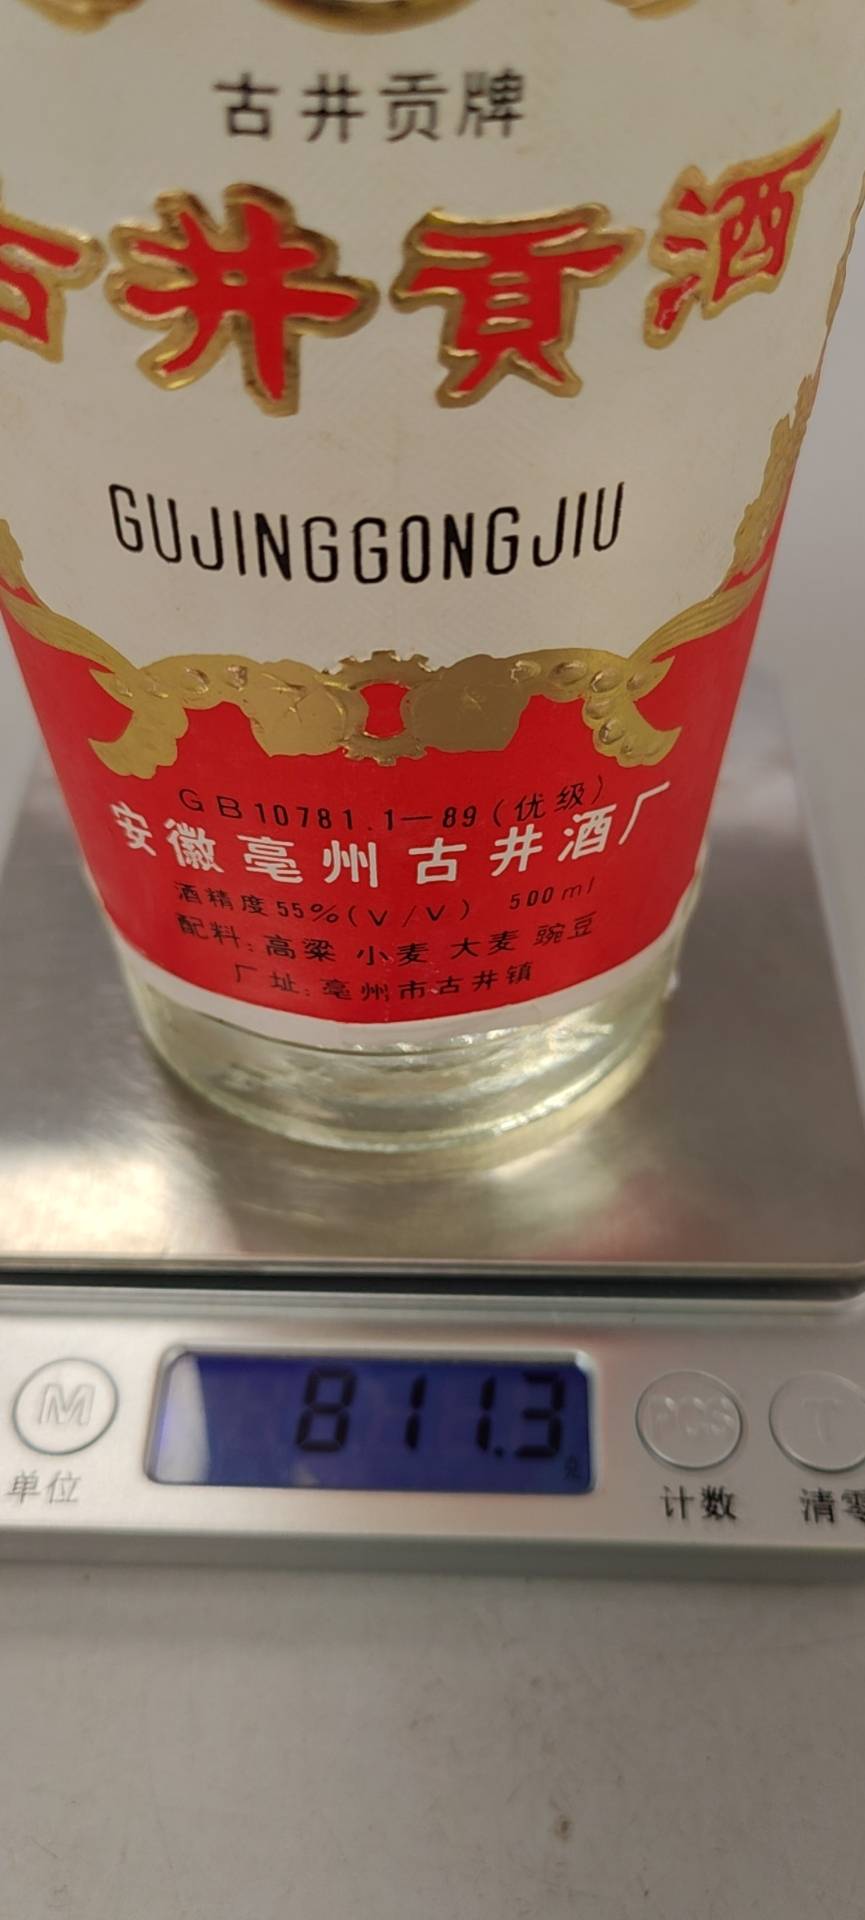 古井贡牌
古井貢酒
GUJINGGONGJIU
GB10781.1—89(优级)
安徽亳州古井酒厂
酒精度55%(V/V) 500ml
配料:高粱 小麦 大麦 豌豆
厂址:亳州市古井镇
811.3
M PCS T
单位 计数 清零